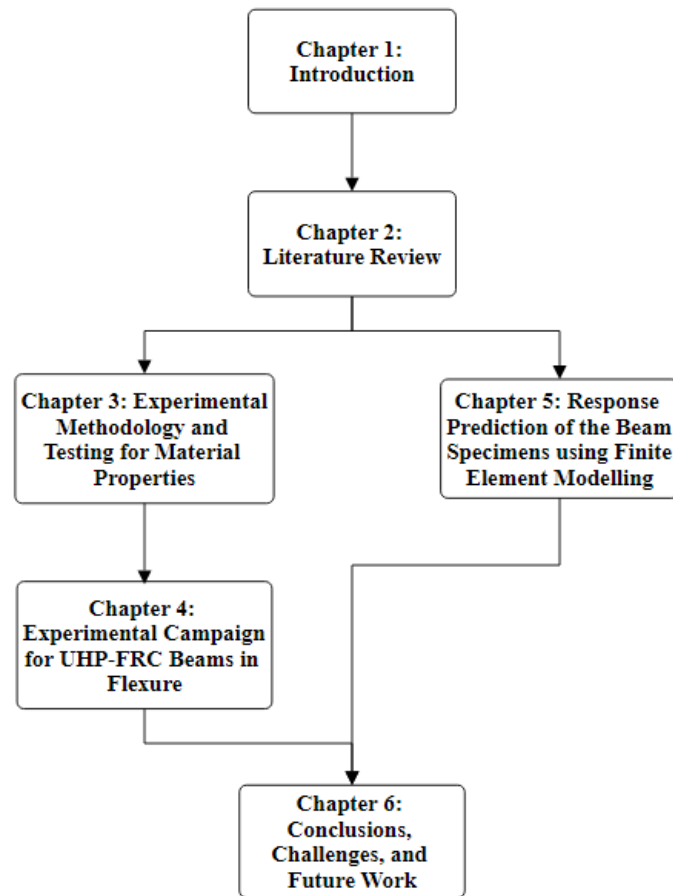 Chapter 1:
Introduction
Chapter 2:
Literature Review
Chapter 3: Experimental
Methodology and
Testing for Material
Properties
Chapter 5: Response
Prediction of the Beam
Specimens using Finite
Element Modelling
Chapter 4:
Experimental Campaign
for UHP-FRC Beams in
Flexure
Chapter 6:
Conclusions,
Challenges, and
Future Work